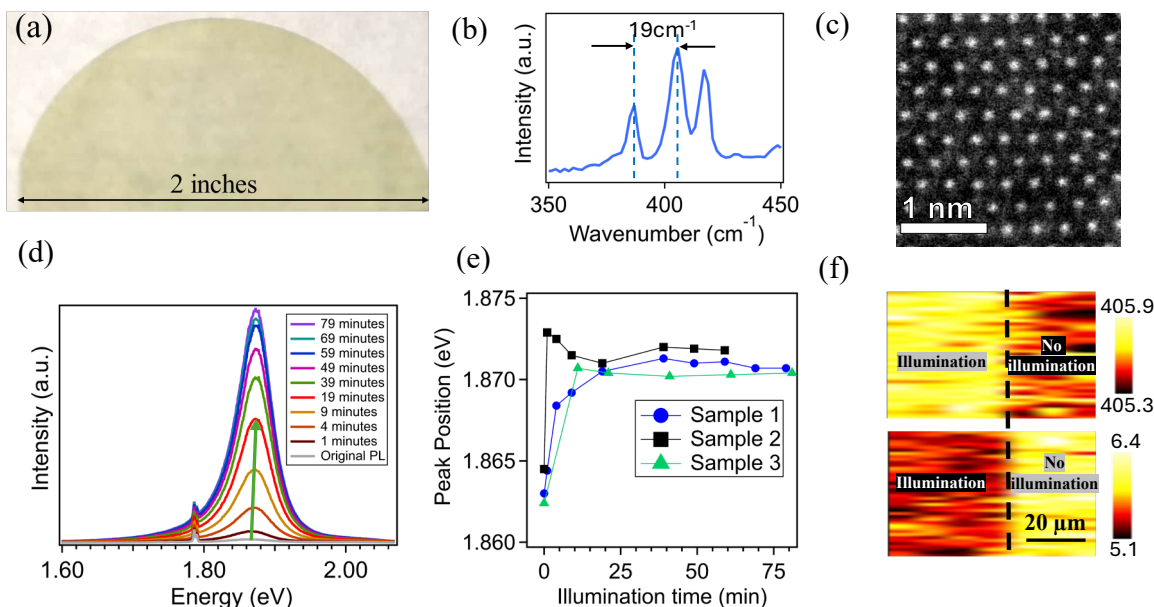 (a)
2 inches
(b)
19cm⁻¹
Intensity (a.u.)
350
400
450
Wavenumber (cm⁻¹)
(c)
1 nm
(d)
Intensity (a.u.)
79 minutes
69 minutes
59 minutes
49 minutes
39 minutes
19 minutes
9 minutes
4 minutes
1 minutes
Original PL
1.60
1.80
2.00
Energy (eV)
(e)
Peak Position (eV)
1.875
1.870
1.865
1.860
Sample 1
Sample 2
Sample 3
0
25
50
75
Illumination time (min)
(f)
Illumination
No
illumination
405.9
405.3
Illumination
No
illumination
20 µm
6.4
5.1